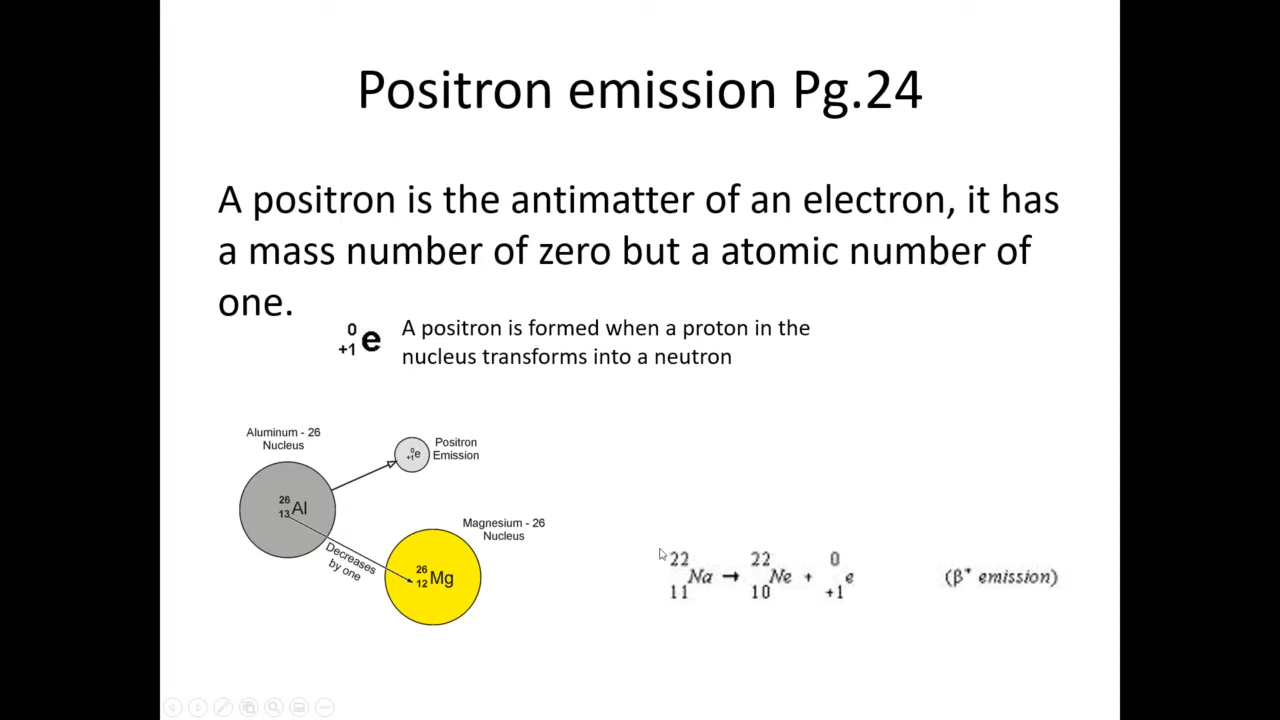 Positron emission Pg.24
A positron is the antimatter of an electron, it has
a mass number of zero but a atomic number of
one.
0
+1 e
A positron is formed when a proton in the
nucleus transforms into a neutron
Aluminum - 26
Nucleus
Positron
Emission
0
+1 e
26
13 Al
Decreases
by one
Magnesium - 26
Nucleus
26
12 Mg
22 22 0
Na → Ne + e (β+ emission)
11 10 +1